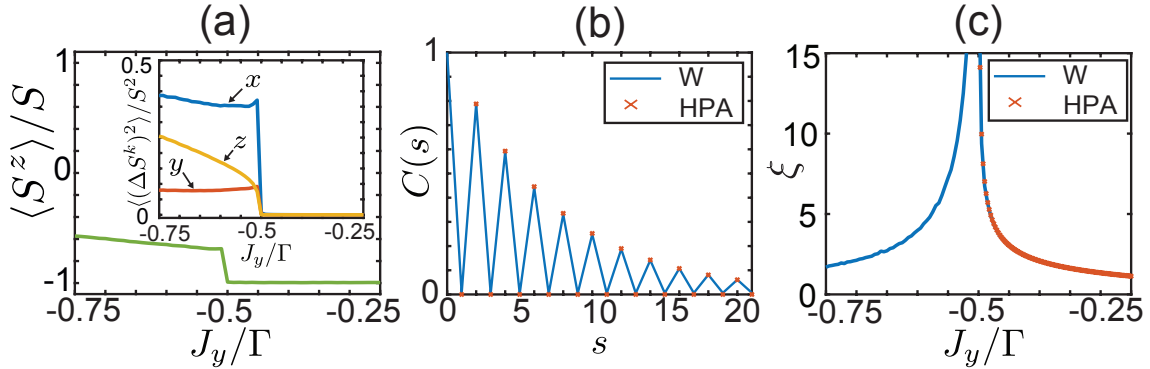 (a)
1
0
-1
⟨S^z⟩/S
-0.75
-0.5
-0.25
J_y/Γ
0.5
0
⟨(ΔS^k)^2⟩/S^2
x
z
y
-0.75
-0.5
-0.25
J_y/Γ
(b)
1
0
C(s)
W
HPA
0
5
10
15
20
s
(c)
15
10
5
0
ξ
W
HPA
-0.75
-0.5
-0.25
J_y/Γ